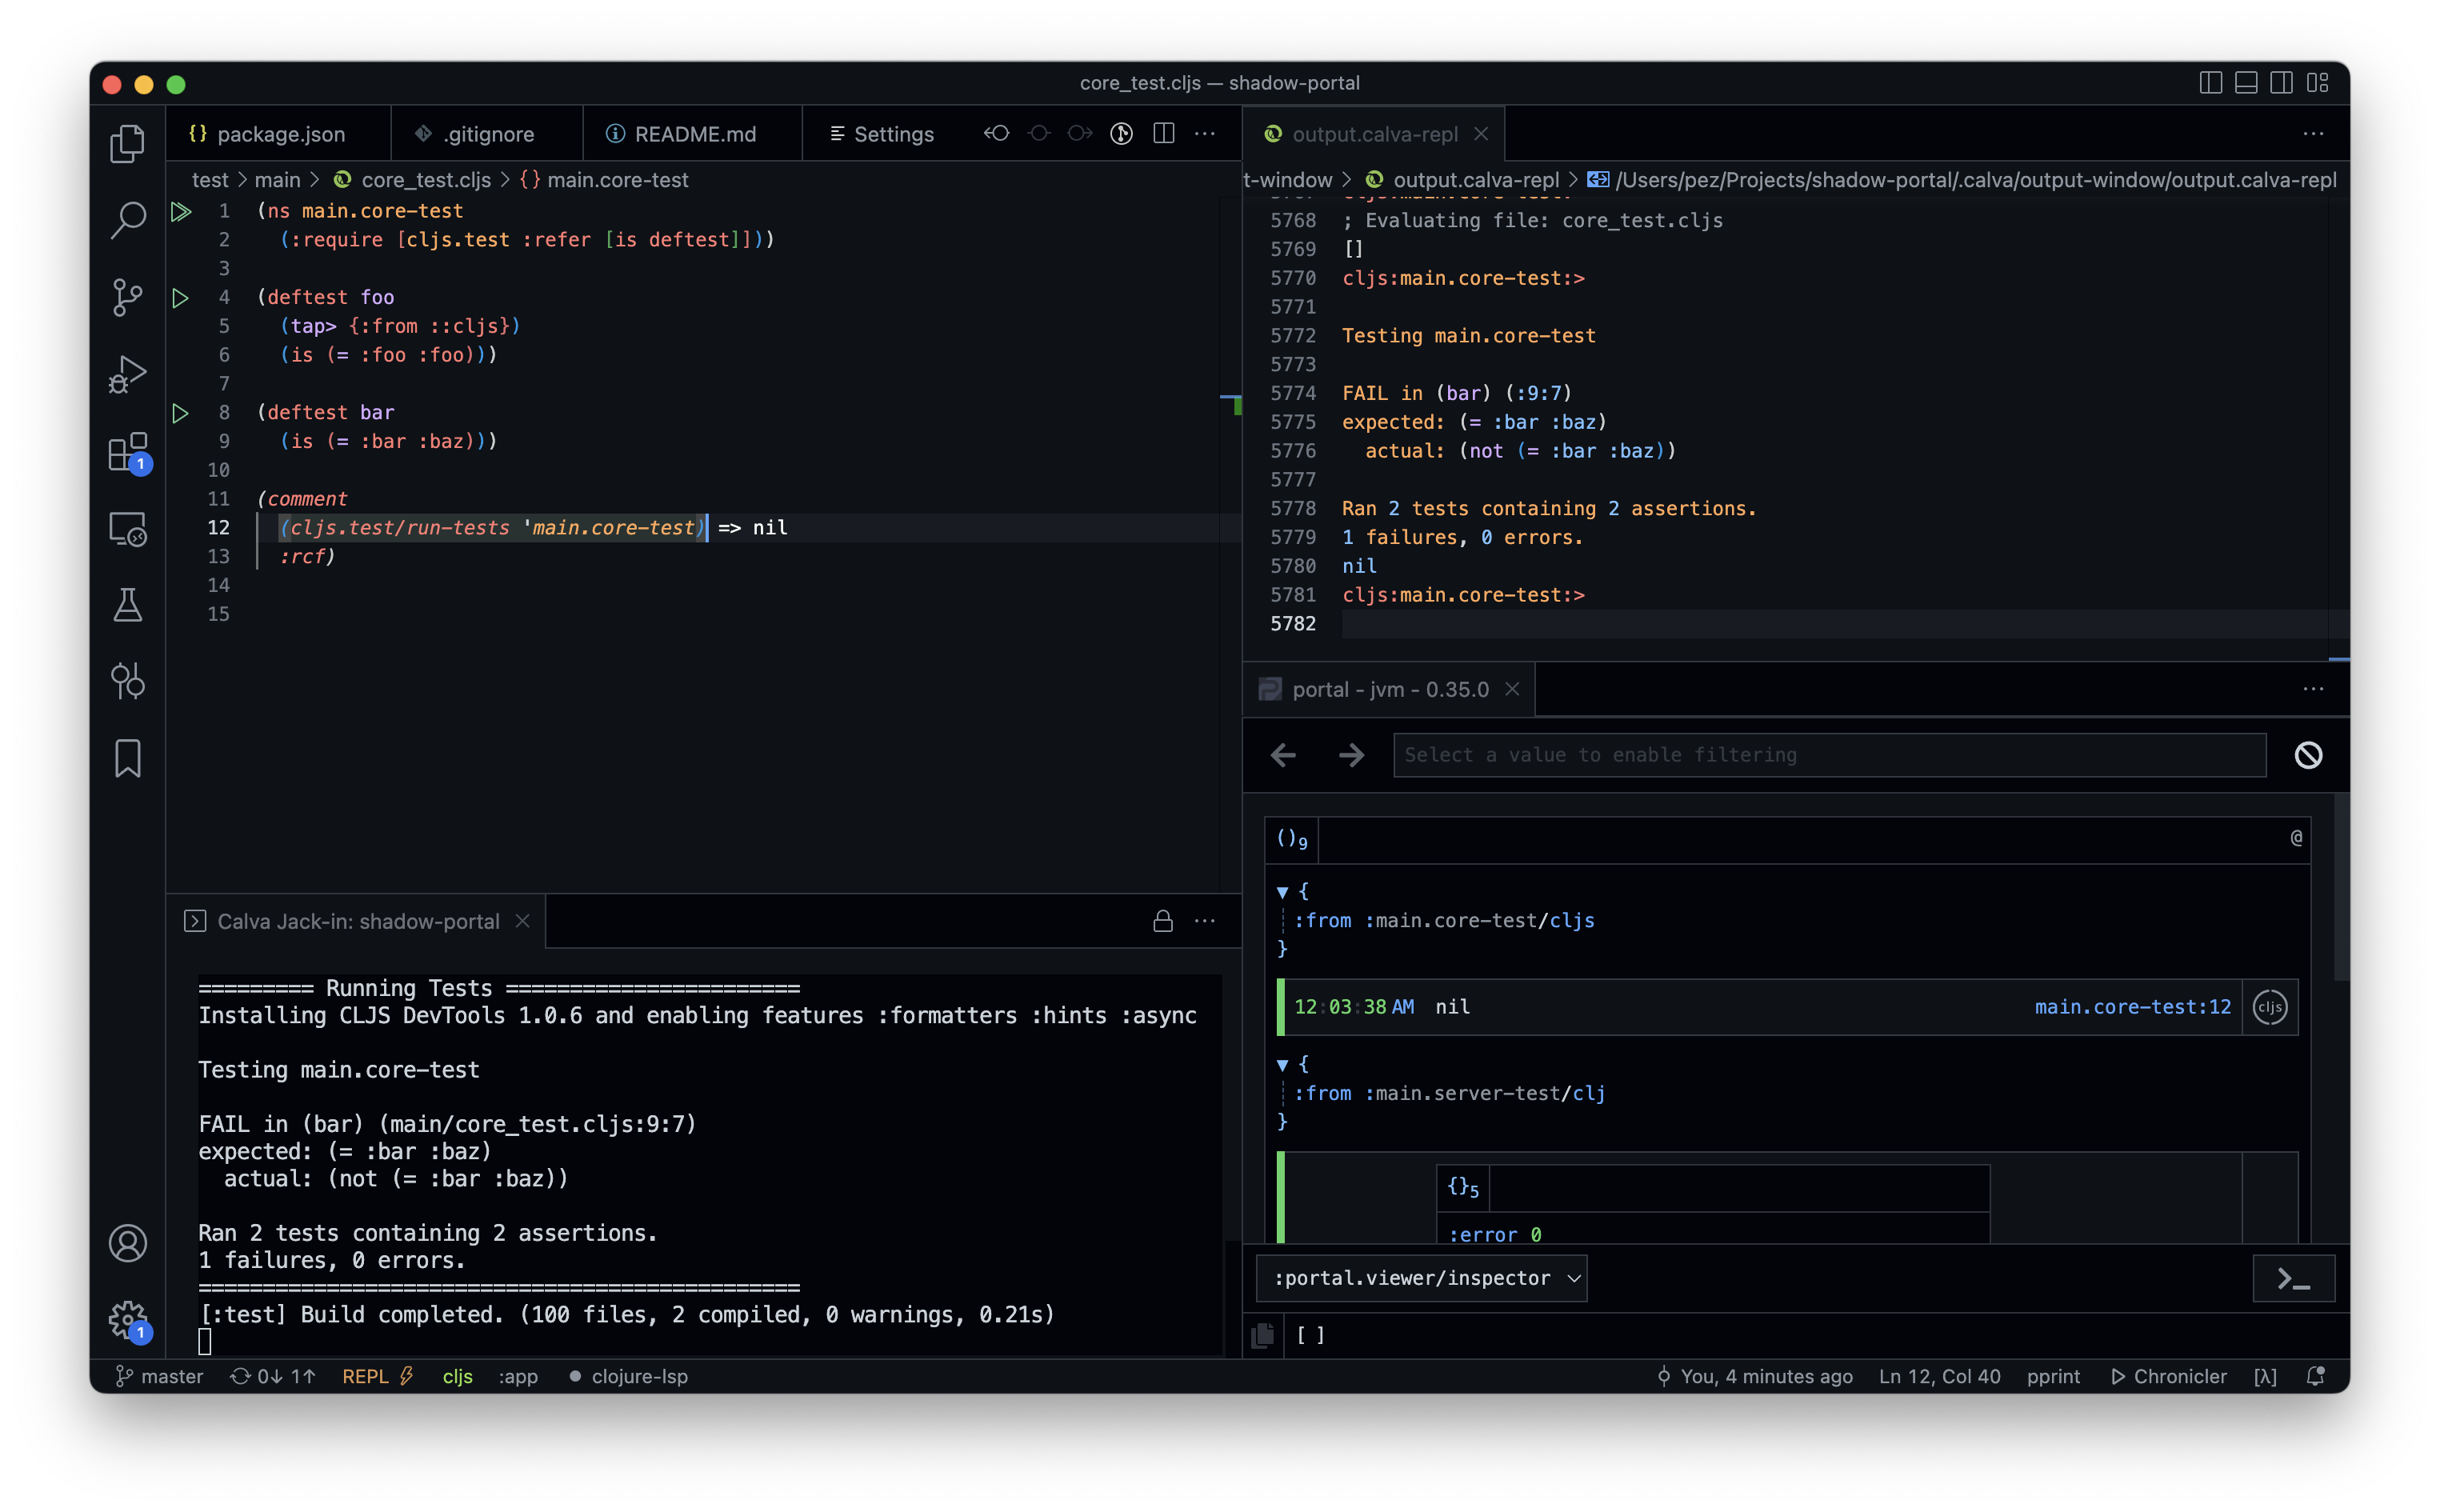 core_test.cljs — shadow-portal
{} package.json
.gitignore
README.md
Settings
test > main > core_test.cljs > {} main.core-test
1 (ns main.core-test
2   (:require [cljs.test :refer [is deftest]]))
3
4 (deftest foo
5   (tap> {:from ::cljs})
6   (is (= :foo :foo)))
7
8 (deftest bar
9   (is (= :bar :baz)))
10
11 (comment
12   (cljs.test/run-tests 'main.core-test) => nil
13   :rcf)
14
15
1
Calva Jack-in: shadow-portal
========= Running Tests =======================
Installing CLJS DevTools 1.0.6 and enabling features :formatters :hints :async
Testing main.core-test
FAIL in (bar) (main/core_test.cljs:9:7)
expected: (= :bar :baz)
  actual: (not (= :bar :baz))
Ran 2 tests containing 2 assertions.
1 failures, 0 errors.
===============================================
[:test] Build completed. (100 files, 2 compiled, 0 warnings, 0.21s)
1
output.calva-repl
t-window > output.calva-repl > /Users/pez/Projects/shadow-portal/.calva/output-window/output.calva-repl
5768 ; Evaluating file: core_test.cljs
5769 []
5770 cljs:main.core-test:>
5771
5772 Testing main.core-test
5773
5774 FAIL in (bar) (:9:7)
5775 expected: (= :bar :baz)
5776   actual: (not (= :bar :baz))
5777
5778 Ran 2 tests containing 2 assertions.
5779 1 failures, 0 errors.
5780 nil
5781 cljs:main.core-test:>
5782
portal - jvm - 0.35.0
Select a value to enable filtering
()9 @
{
:from :main.core-test/cljs
}
12:03:38 AM nil main.core-test:12 cljs
{
:from :main.server-test/clj
}
{}5
:error 0
:portal.viewer/inspector
[ ]
master 0↓ 1↑ REPL cljs :app clojure-lsp You, 4 minutes ago Ln 12, Col 40 pprint Chronicler [λ]